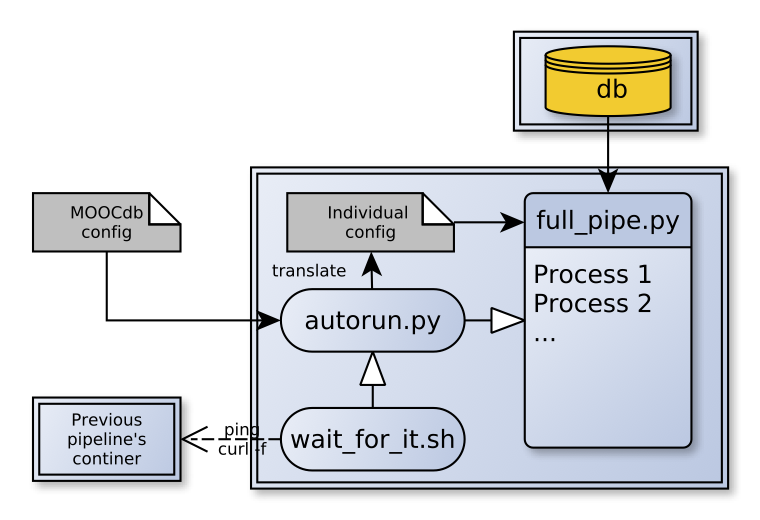 db
MOOCdb
config
Individual
config
full_pipe.py
translate
Process 1
Process 2
...
autorun.py
Previous
pipeline's
continer
ping
curl -f
wait_for_it.sh